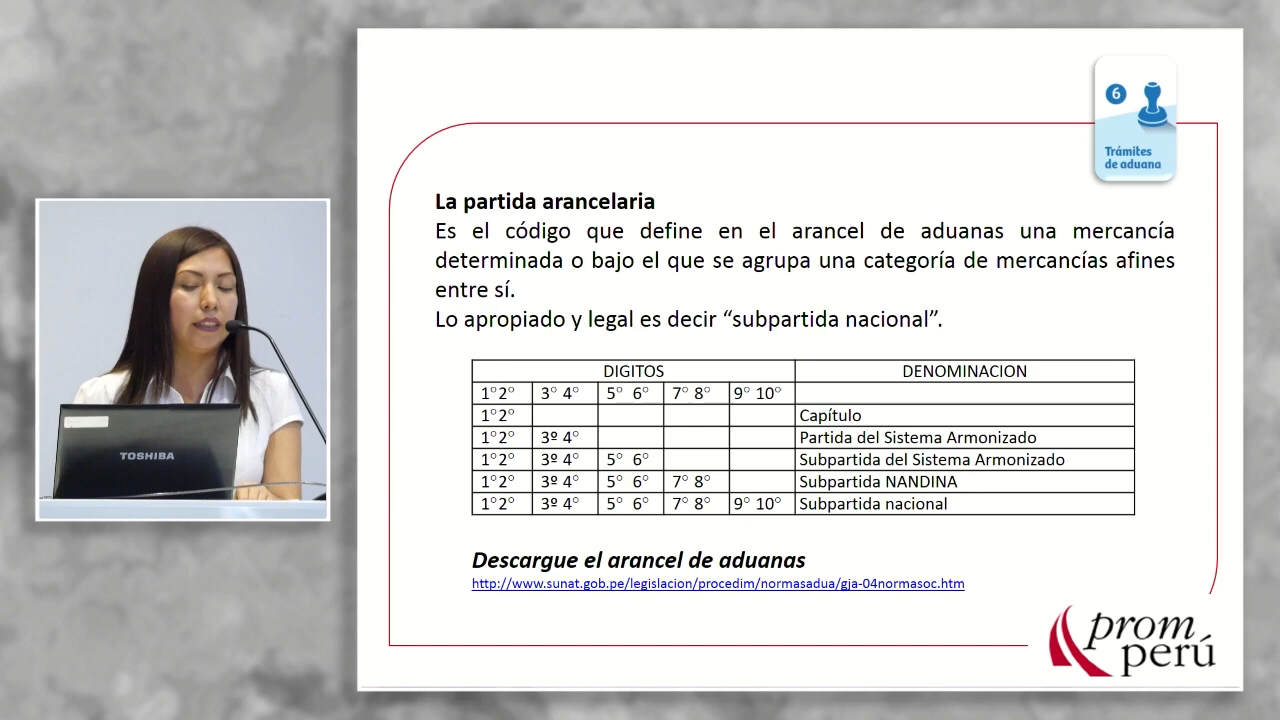 6
Trámites
de aduana
La partida arancelaria
Es el código que define en el arancel de aduanas una mercancía
determinada o bajo el que se agrupa una categoría de mercancías afines
entre sí.
Lo apropiado y legal es decir “subpartida nacional”.
DIGITOS DENOMINACION
1°2° 3° 4° 5° 6° 7° 8° 9° 10°
1°2° Capítulo
1°2° 3º 4° Partida del Sistema Armonizado
1°2° 3º 4° 5° 6° Subpartida del Sistema Armonizado
1°2° 3º 4° 5° 6° 7° 8° Subpartida NANDINA
1°2° 3º 4° 5° 6° 7° 8° 9° 10° Subpartida nacional
Descargue el arancel de aduanas
http://www.sunat.gob.pe/legislacion/procedim/normasadua/gja-04normasoc.htm
prom
perú
TOSHIBA